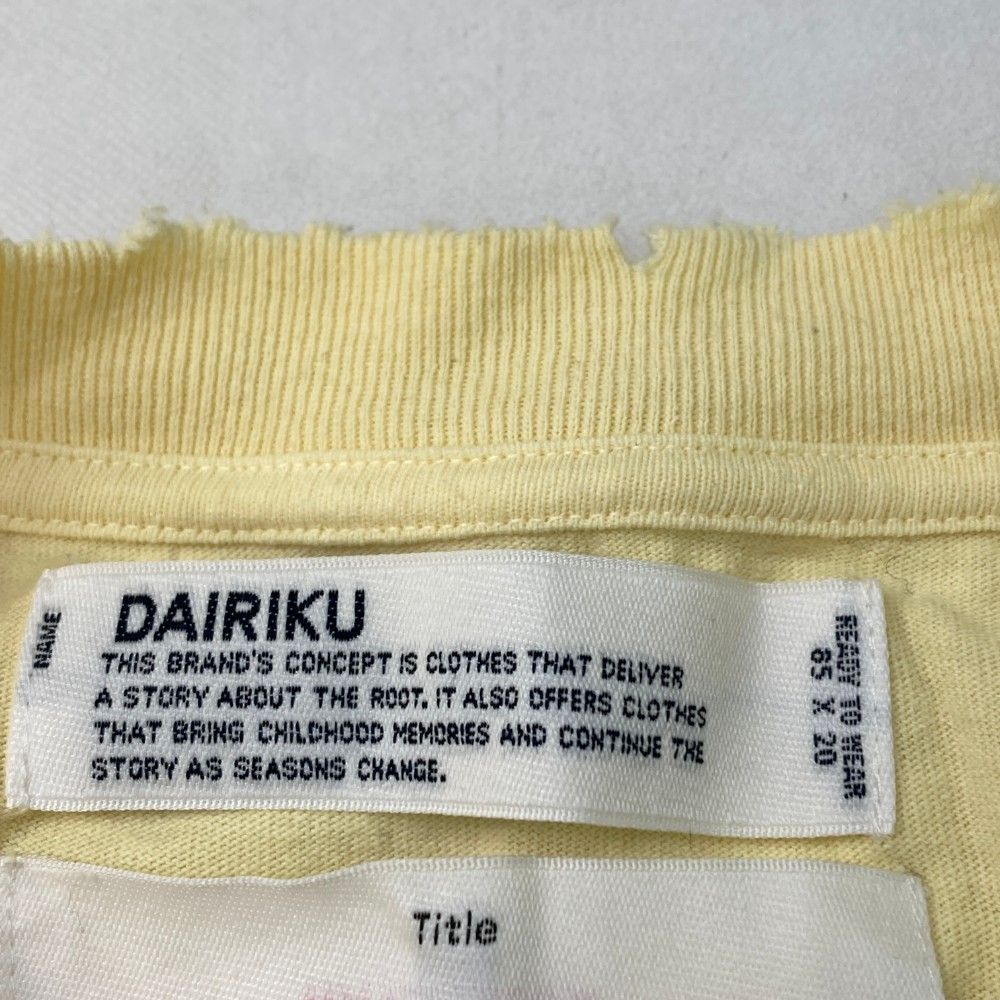 NAME
DAIRIKU
THIS BRAND'S CONCEPT IS CLOTHES THAT DELIVER
A STORY ABOUT THE ROOT. IT ALSO OFFERS CLOTHES
THAT BRING CHILDHOOD MEMORIES AND CONTINUE THE
STORY AS SEASONS CHANGE.
READY TO WEAR
65 X 20
Title